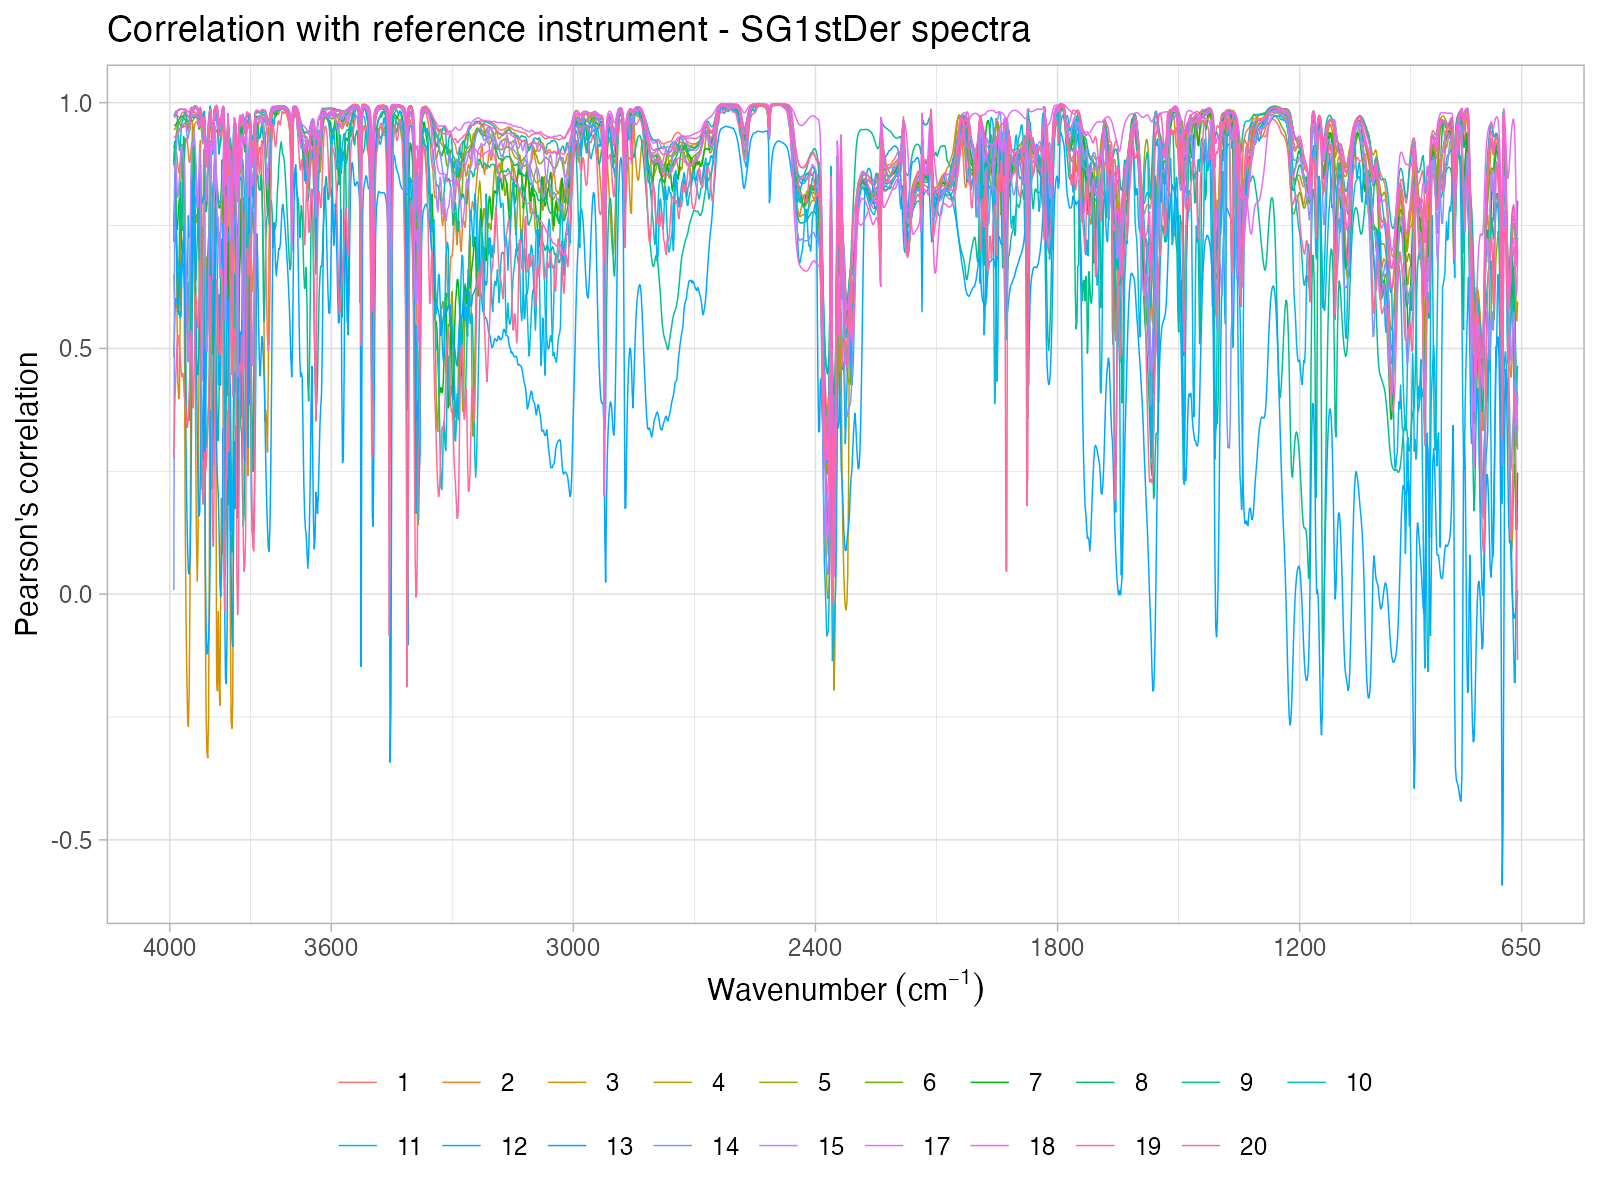 Correlation with reference instrument - SG1stDer spectra
Pearson's correlation
1.0
0.5
0.0
-0.5
4000 3600 3000 2400 1800 1200 650
Wavenumber (cm⁻¹)
1 2 3 4 5 6 7 8 9 10
11 12 13 14 15 17 18 19 20